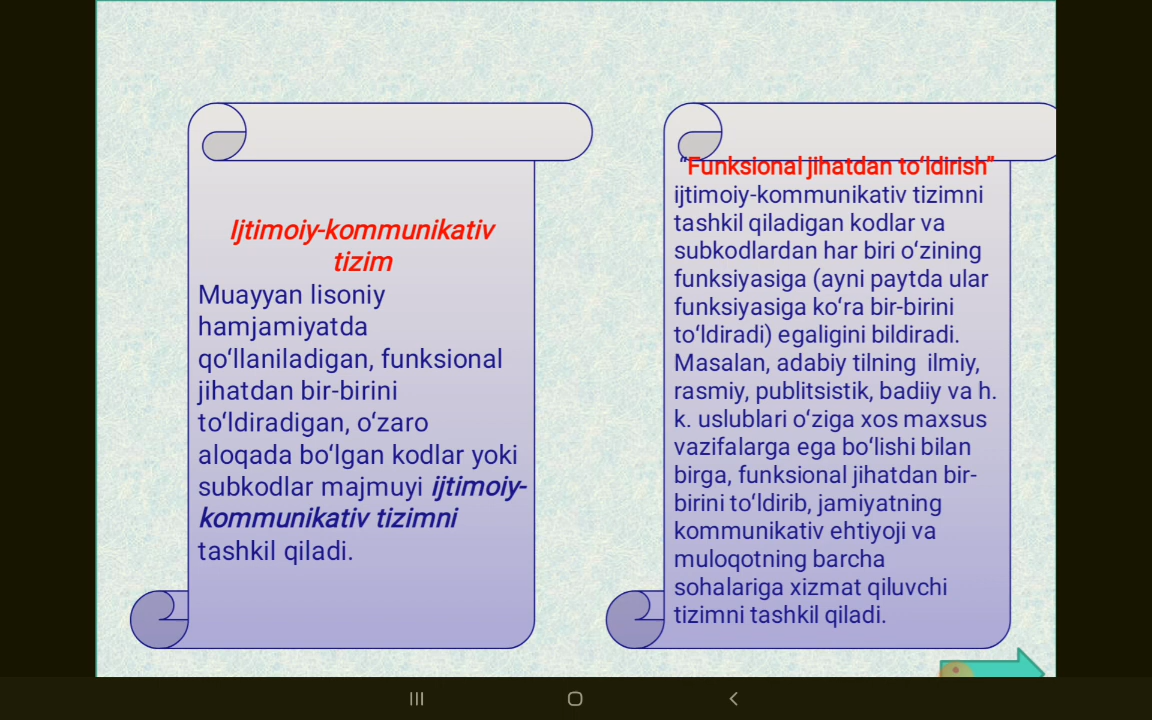 Ijtimoiy-kommunikativ
tizim
Muayyan lisoniy
hamjamiyatda
qo‘llaniladigan, funksional
jihatdan bir-birini
to‘ldiradigan, o‘zaro
aloqada bo‘lgan kodlar yoki
subkodlar majmuyi ijtimoiy-
kommunikativ tizimni
tashkil qiladi.
“Funksional jihatdan to‘ldirish”
ijtimoiy-kommunikativ tizimni
tashkil qiladigan kodlar va
subkodlardan har biri o‘zining
funksiyasiga (ayni paytda ular
funksiyasiga ko‘ra bir-birini
to‘ldiradi) egaligini bildiradi.
Masalan, adabiy tilning  ilmiy,
rasmiy, publitsistik, badiiy va h.
k. uslublari o‘ziga xos maxsus
vazifalarga ega bo‘lishi bilan
birga, funksional jihatdan bir-
birini to‘ldirib, jamiyatning
kommunikativ ehtiyoji va
muloqotning barcha
sohalariga xizmat qiluvchi
tizimni tashkil qiladi.